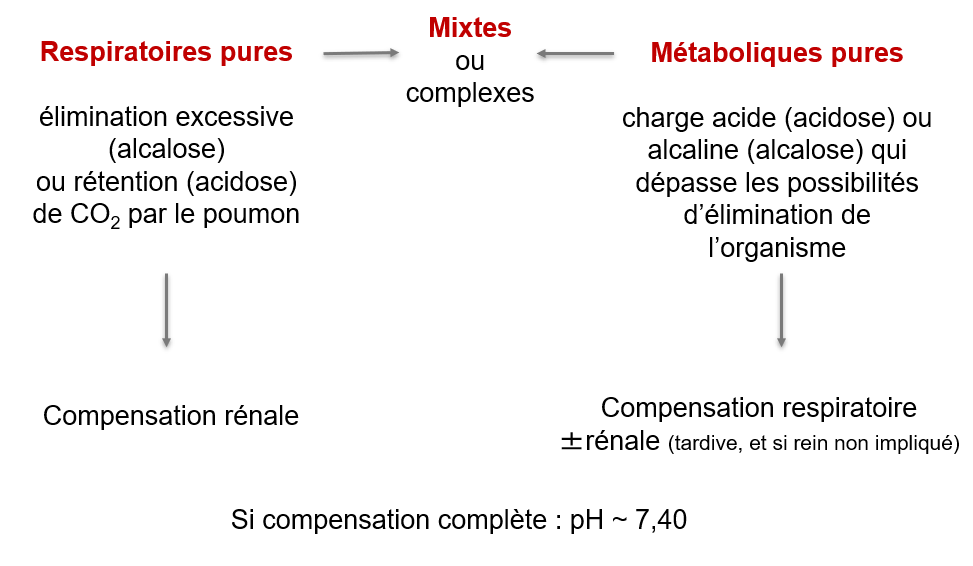 Respiratoires pures
élimination excessive
(alcalose)
ou rétention (acidose)
de CO₂ par le poumon
Compensation rénale
Mixtes
ou
complexes
Métaboliques pures
charge acide (acidose) ou
alcaline (alcalose) qui
dépasse les possibilités
d’élimination de
l’organisme
Compensation respiratoire
±rénale (tardive, et si rein non impliqué)
Si compensation complète : pH ~ 7,40